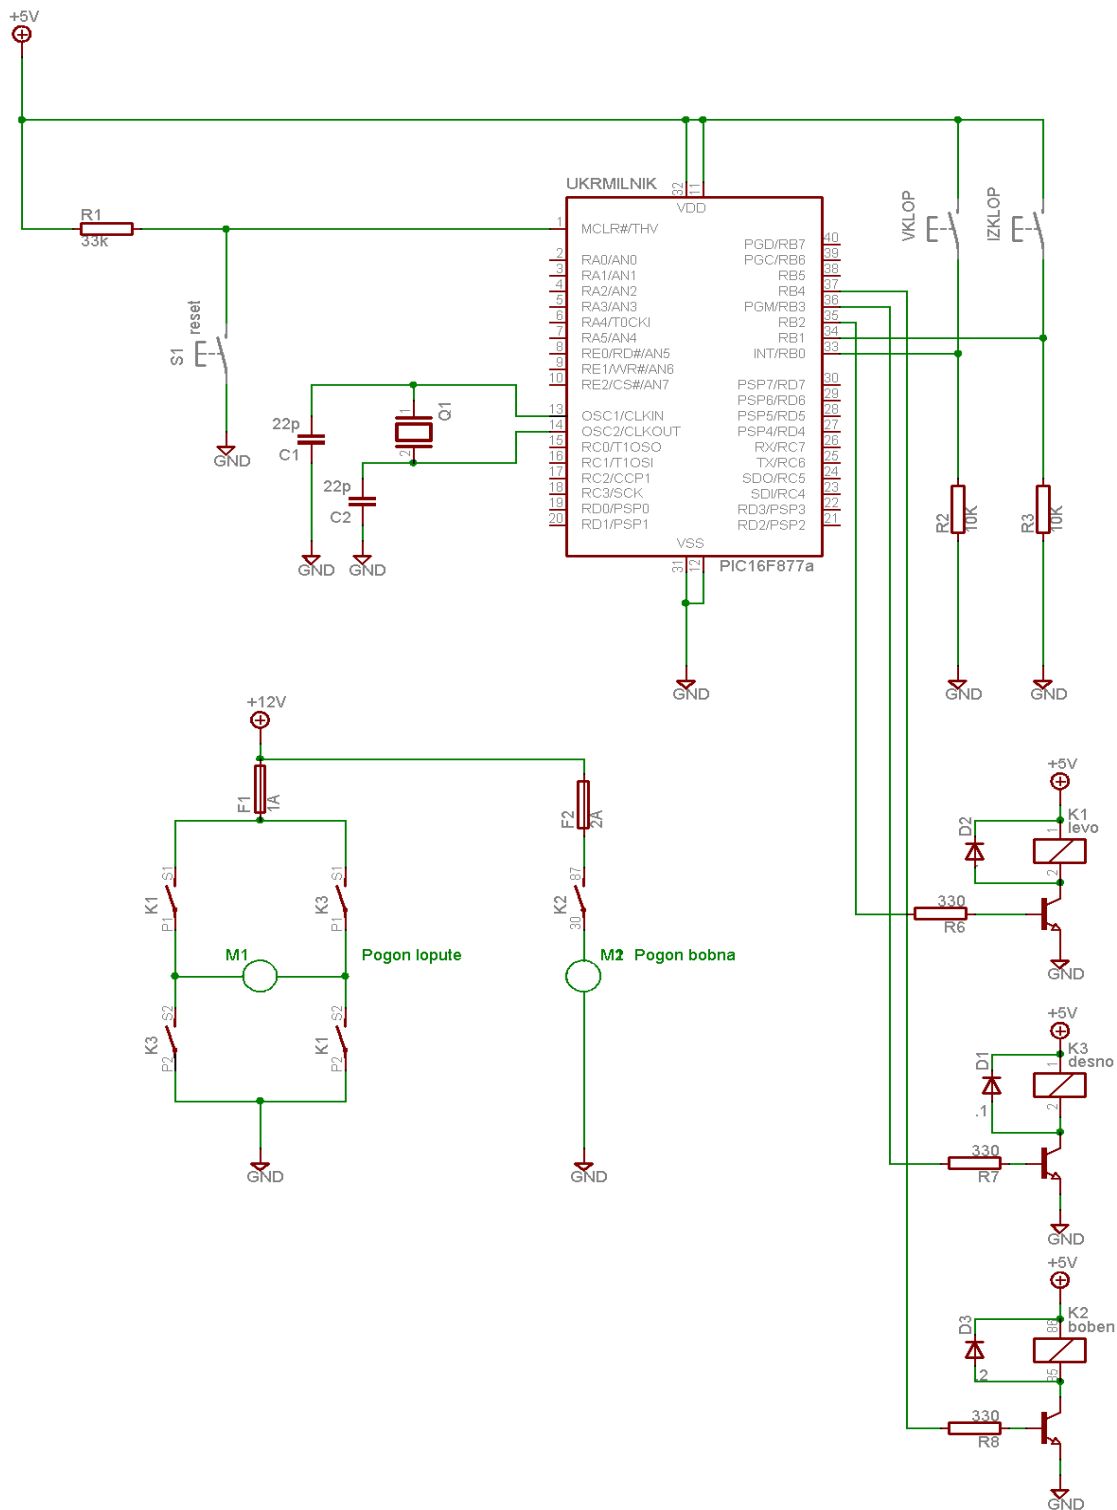 +5V
R1
33k
S1
reset
GND
UKRMILNIK
32
11
VDD
1 MCLR#/THV
2 RA0/AN0
3 RA1/AN1
4 RA2/AN2
5 RA3/AN3
6 RA4/T0CKI
7 RA5/AN4
8 RE0/RD#/AN5
9 RE1/WR#/AN6
10 RE2/CS#/AN7
13 OSC1/CLKIN
14 OSC2/CLKOUT
15 RC0/T1OSO
16 RC1/T1OSI
17 RC2/CCP1
18 RC3/SCK
19 RD0/PSP0
20 RD1/PSP1
PGD/RB7 40
PGC/RB6 39
RB5 38
RB4 37
PGM/RB3 36
RB2 35
RB1 34
INT/RB0 33
PSP7/RD7 30
PSP6/RD6 29
PSP5/RD5 28
PSP4/RD4 27
RX/RC7 26
TX/RC6 25
SDO/RC5 24
SDI/RC4 23
RD3/PSP3 22
RD2/PSP2 21
VSS
31
12
PIC16F877a
GND
22p
C1
GND
22p
C2
GND
1
Q1
2
VKLOP
IZKLOP
R2
10K
GND
R3
10K
GND
+12V
F1
1A
F2
2A
K1
S1
P1
K3
S1
P1
K2
87
30
M1
Pogon lopute
Pogon bobna
K3
S2
P2
K1
S2
P2
GND
GND
+5V
D2
1
2
K1
levo
330
R6
GND
+5V
D1
.1
1
2
K3
desno
330
R7
GND
+5V
D3
.2
86
85
K2
boben
330
R8
GND